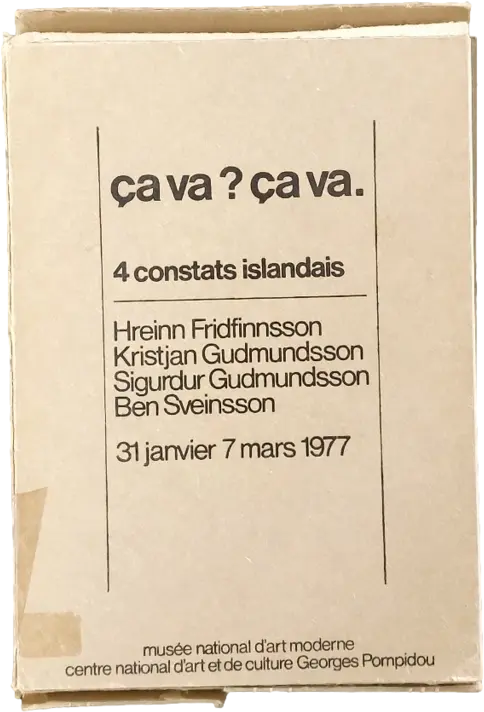 ça va ? ça va.
4 constats islandais
Hreinn Fridfinnsson
Kristjan Gudmundsson
Sigurdur Gudmundsson
Ben Sveinsson
31 janvier 7 mars 1977
musée national d'art moderne
centre national d'art et de culture Georges Pompidou